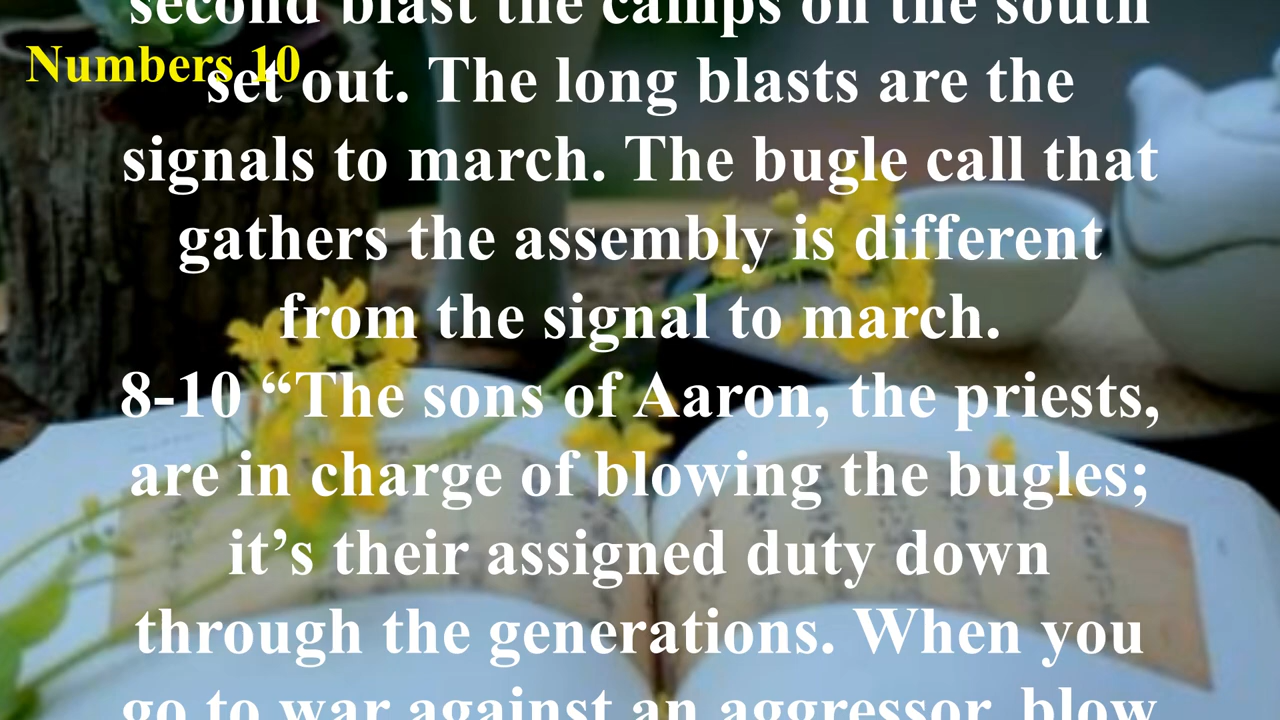 second blast the camps on the south
Numbers 10
set out. The long blasts are the
signals to march. The bugle call that
gathers the assembly is different
from the signal to march.
8-10 “The sons of Aaron, the priests,
are in charge of blowing the bugles;
it’s their assigned duty down
through the generations. When you
go to war against an aggressor, blow